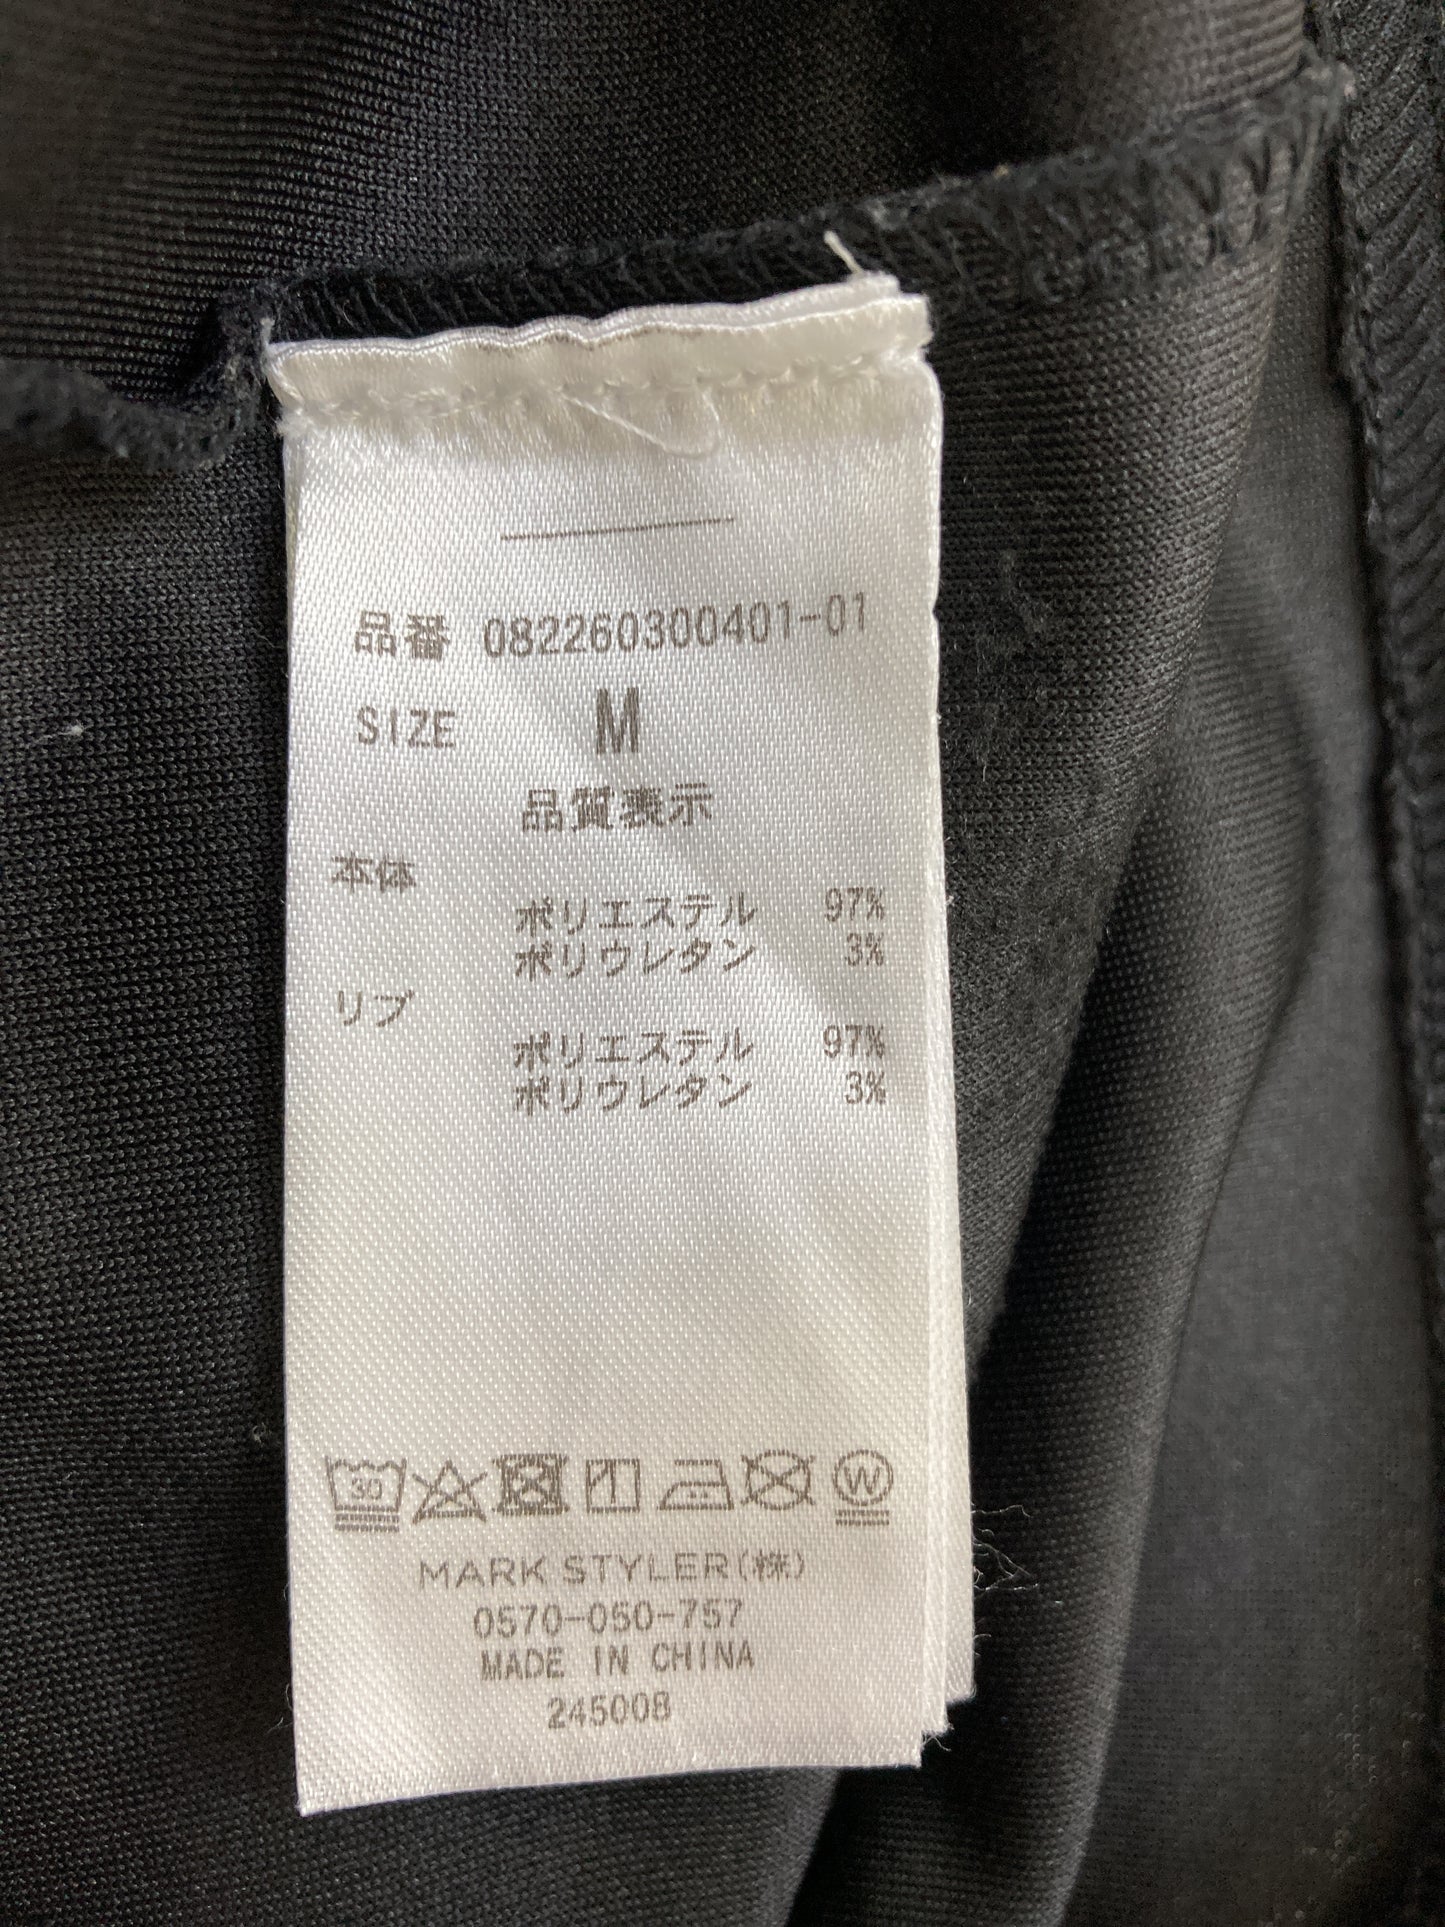 品番 082260300401-01
SIZE M
品質表示
本体
ポリエステル 97%
ポリウレタン 3%
リブ
ポリエステル 97%
ポリウレタン 3%
30 1 W
MARK STYLER(株)
0570-050-757
MADE IN CHINA
245008